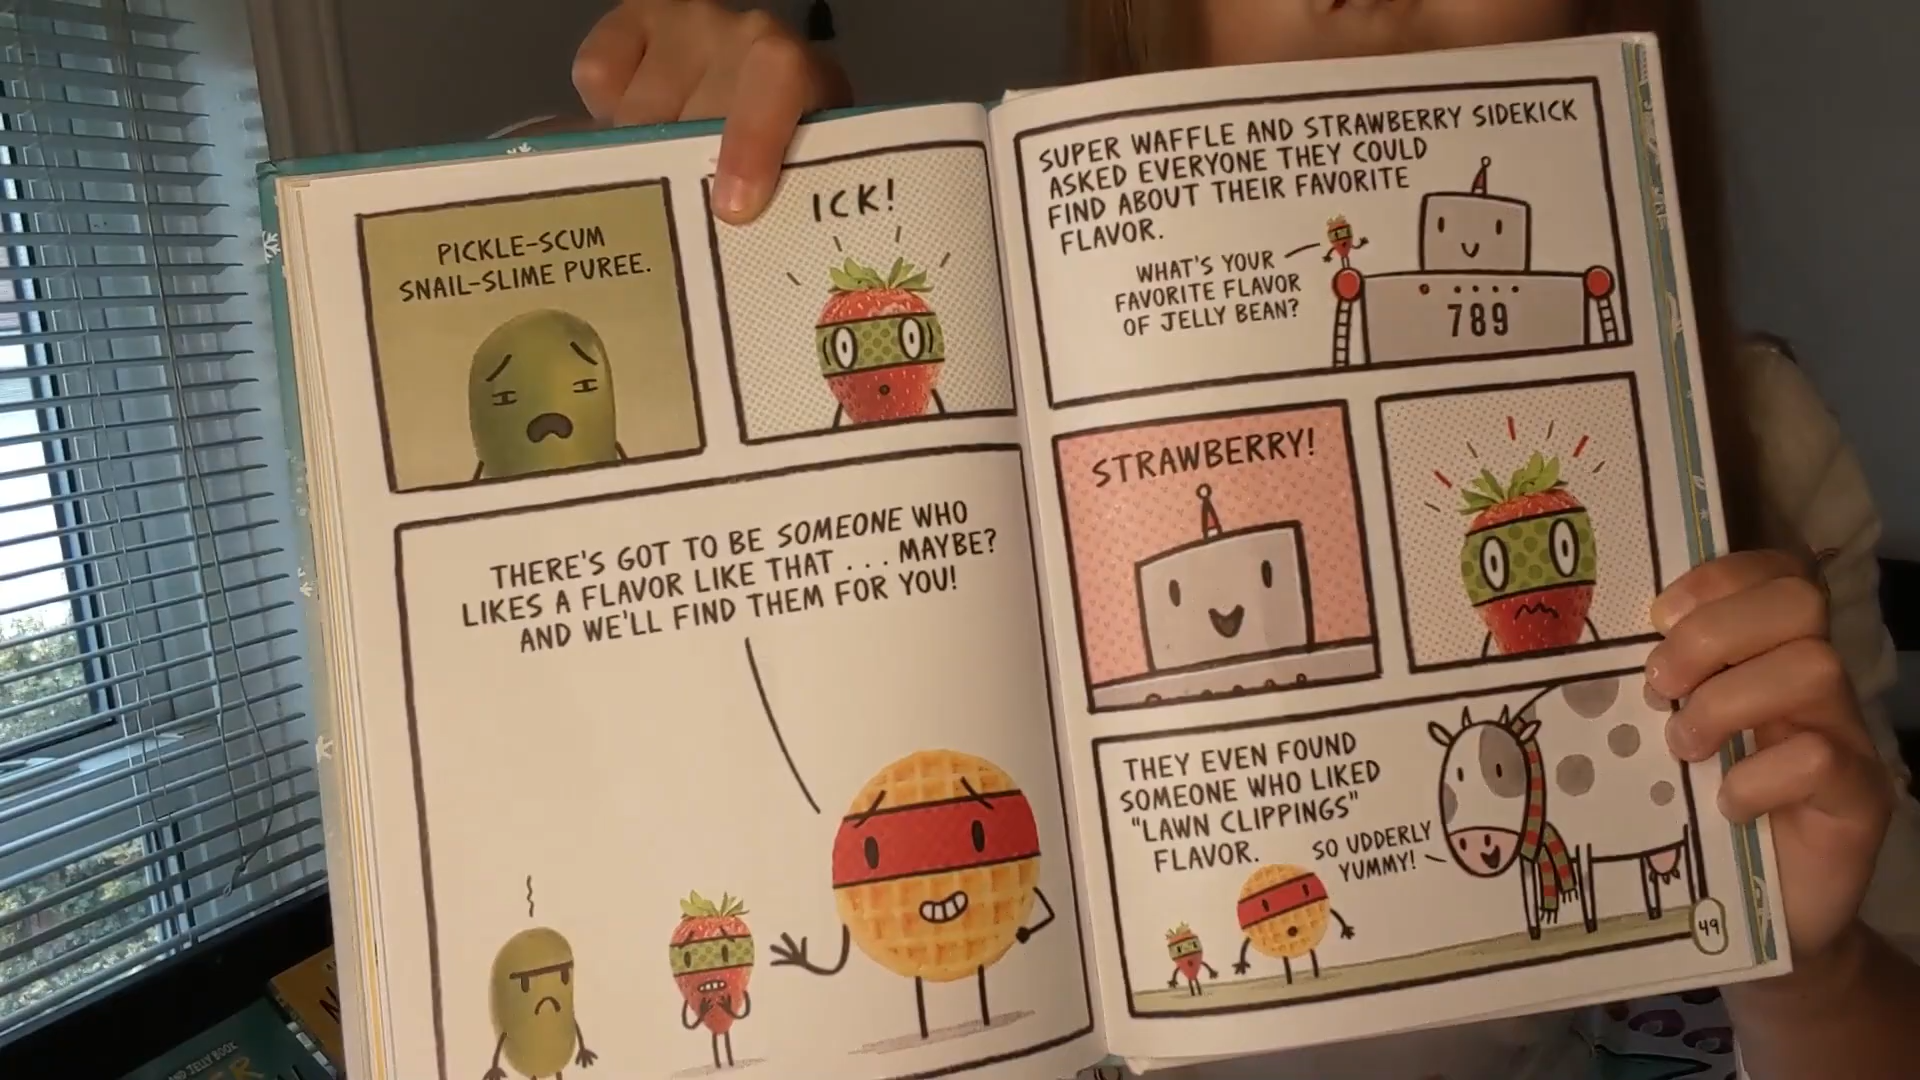 PICKLE-SCUM
SNAIL-SLIME PUREE.
ICK!
THERE'S GOT TO BE SOMEONE WHO
LIKES A FLAVOR LIKE THAT . . . MAYBE?
AND WE'LL FIND THEM FOR YOU!
SUPER WAFFLE AND STRAWBERRY SIDEKICK
ASKED EVERYONE THEY COULD
FIND ABOUT THEIR FAVORITE
FLAVOR.
WHAT'S YOUR
FAVORITE FLAVOR
OF JELLY BEAN?
789
STRAWBERRY!
THEY EVEN FOUND
SOMEONE WHO LIKED
"LAWN CLIPPINGS"
FLAVOR.
SO UDDERLY
YUMMY!
49
AND JELLY BOOK